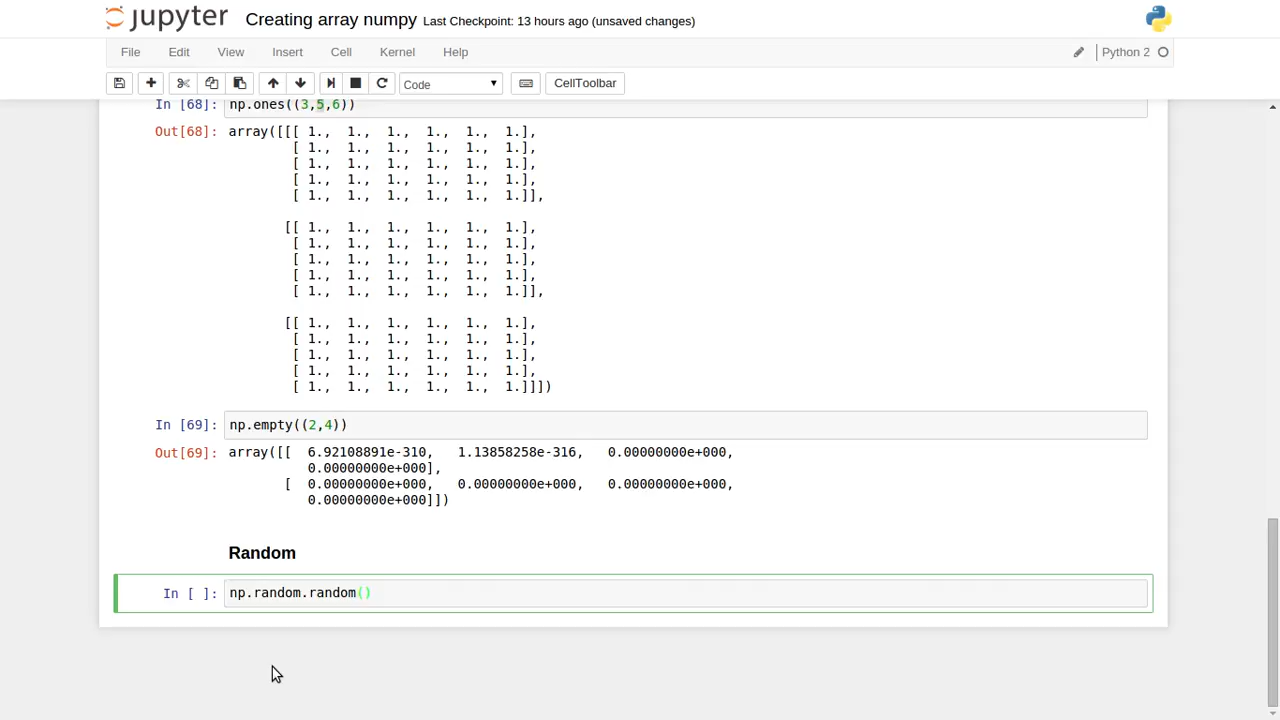 jupyter Creating array numpy Last Checkpoint: 13 hours ago (unsaved changes)
File Edit View Insert Cell Kernel Help Python 2
Code CellToolbar
In [68]: np.ones((3,5,6))
Out[68]: array([[[ 1., 1., 1., 1., 1., 1.],
[ 1., 1., 1., 1., 1., 1.],
[ 1., 1., 1., 1., 1., 1.],
[ 1., 1., 1., 1., 1., 1.],
[ 1., 1., 1., 1., 1., 1.]],
[[ 1., 1., 1., 1., 1., 1.],
[ 1., 1., 1., 1., 1., 1.],
[ 1., 1., 1., 1., 1., 1.],
[ 1., 1., 1., 1., 1., 1.],
[ 1., 1., 1., 1., 1., 1.]],
[[ 1., 1., 1., 1., 1., 1.],
[ 1., 1., 1., 1., 1., 1.],
[ 1., 1., 1., 1., 1., 1.],
[ 1., 1., 1., 1., 1., 1.],
[ 1., 1., 1., 1., 1., 1.]]])
In [69]: np.empty((2,4))
Out[69]: array([[ 6.92108891e-310, 1.13858258e-316, 0.00000000e+000,
0.00000000e+000],
[ 0.00000000e+000, 0.00000000e+000, 0.00000000e+000,
0.00000000e+000]])
Random
In [ ]: np.random.random()